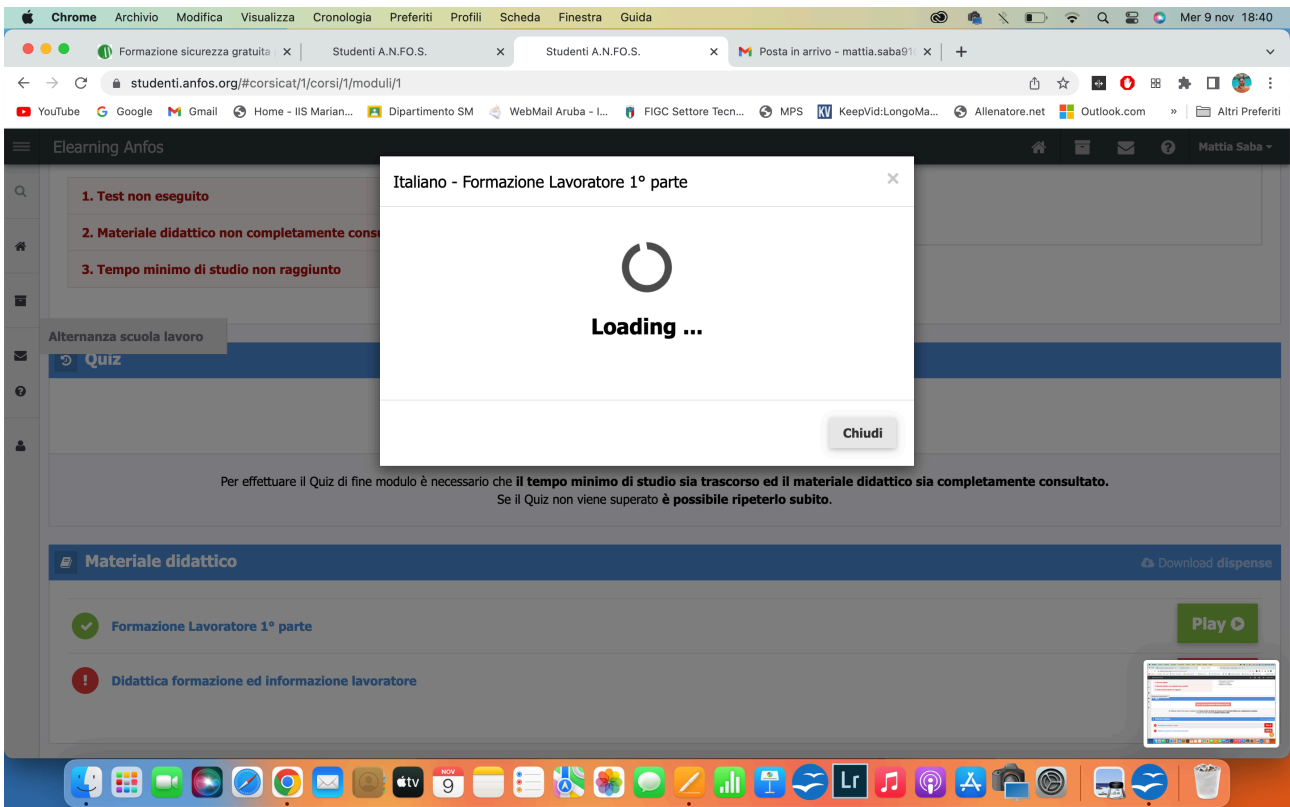 Chrome Archivio Modifica Visualizza Cronologia Preferiti Profili Scheda Finestra Guida Mer 9 nov 18:40
Formazione sicurezza gratuita Studenti A.N.FO.S. Studenti A.N.FO.S. Posta in arrivo - mattia.saba91
studenti.anfos.org/#corsicat/1/corsi/1/moduli/1
YouTube Google Gmail Home - IIS Marian... Dipartimento SM WebMail Aruba - I... FIGC Settore Tecn... MPS KV KeepVid:LongoMa... Allenatore.net Outlook.com » Altri Preferiti
Elearning Anfos Mattia Saba
Italiano - Formazione Lavoratore 1° parte
1. Test non eseguito
2. Materiale didattico non completamente consu
3. Tempo minimo di studio non raggiunto
Loading ...
Alternanza scuola lavoro
Quiz
Chiudi
Per effettuare il Quiz di fine modulo è necessario che il tempo minimo di studio sia trascorso ed il materiale didattico sia completamente consultato.
Se il Quiz non viene superato è possibile ripeterlo subito.
Materiale didattico Download dispense
Formazione Lavoratore 1° parte Play
Didattica formazione ed informazione lavoratore
tv NOV 9 Lr